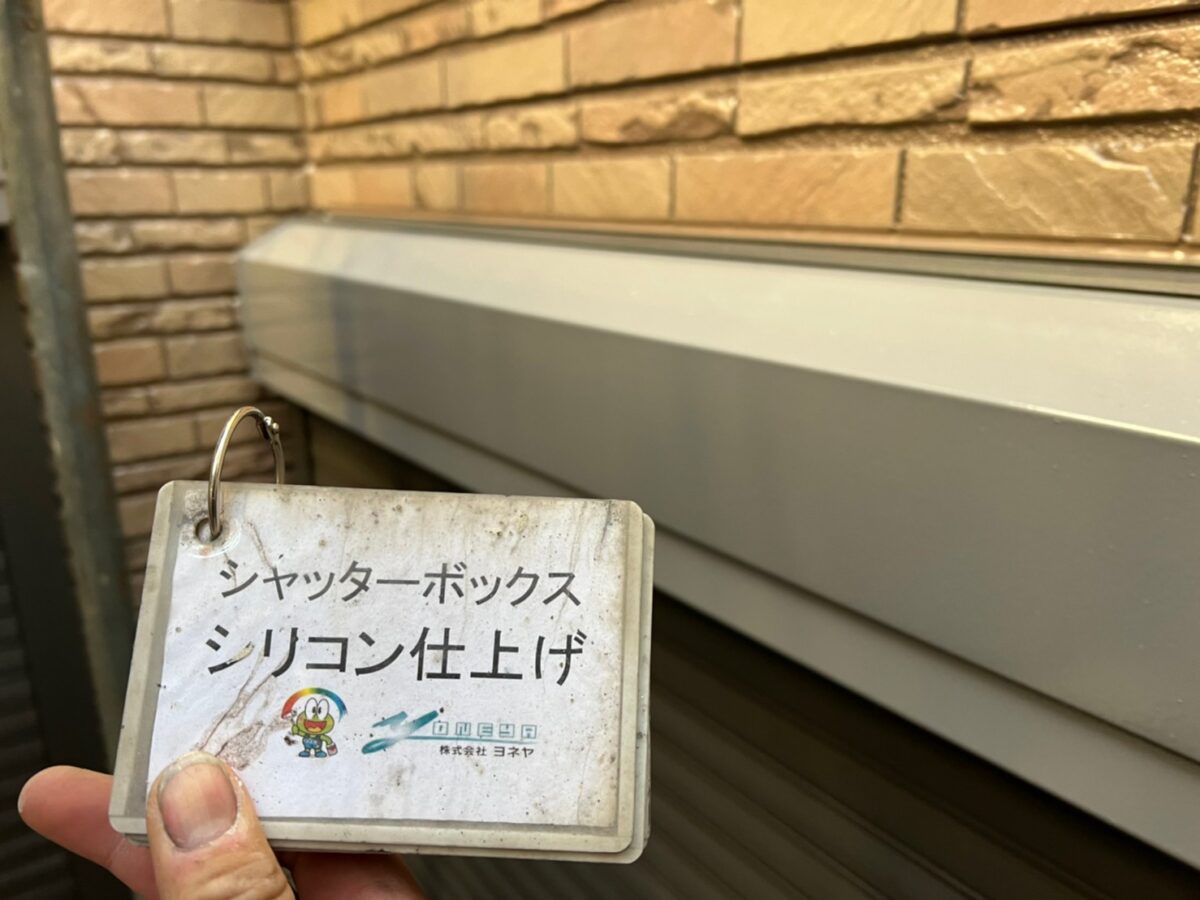 シャッターボックス
シリコン仕上げ
YONEYA
株式会社 ヨネヤ